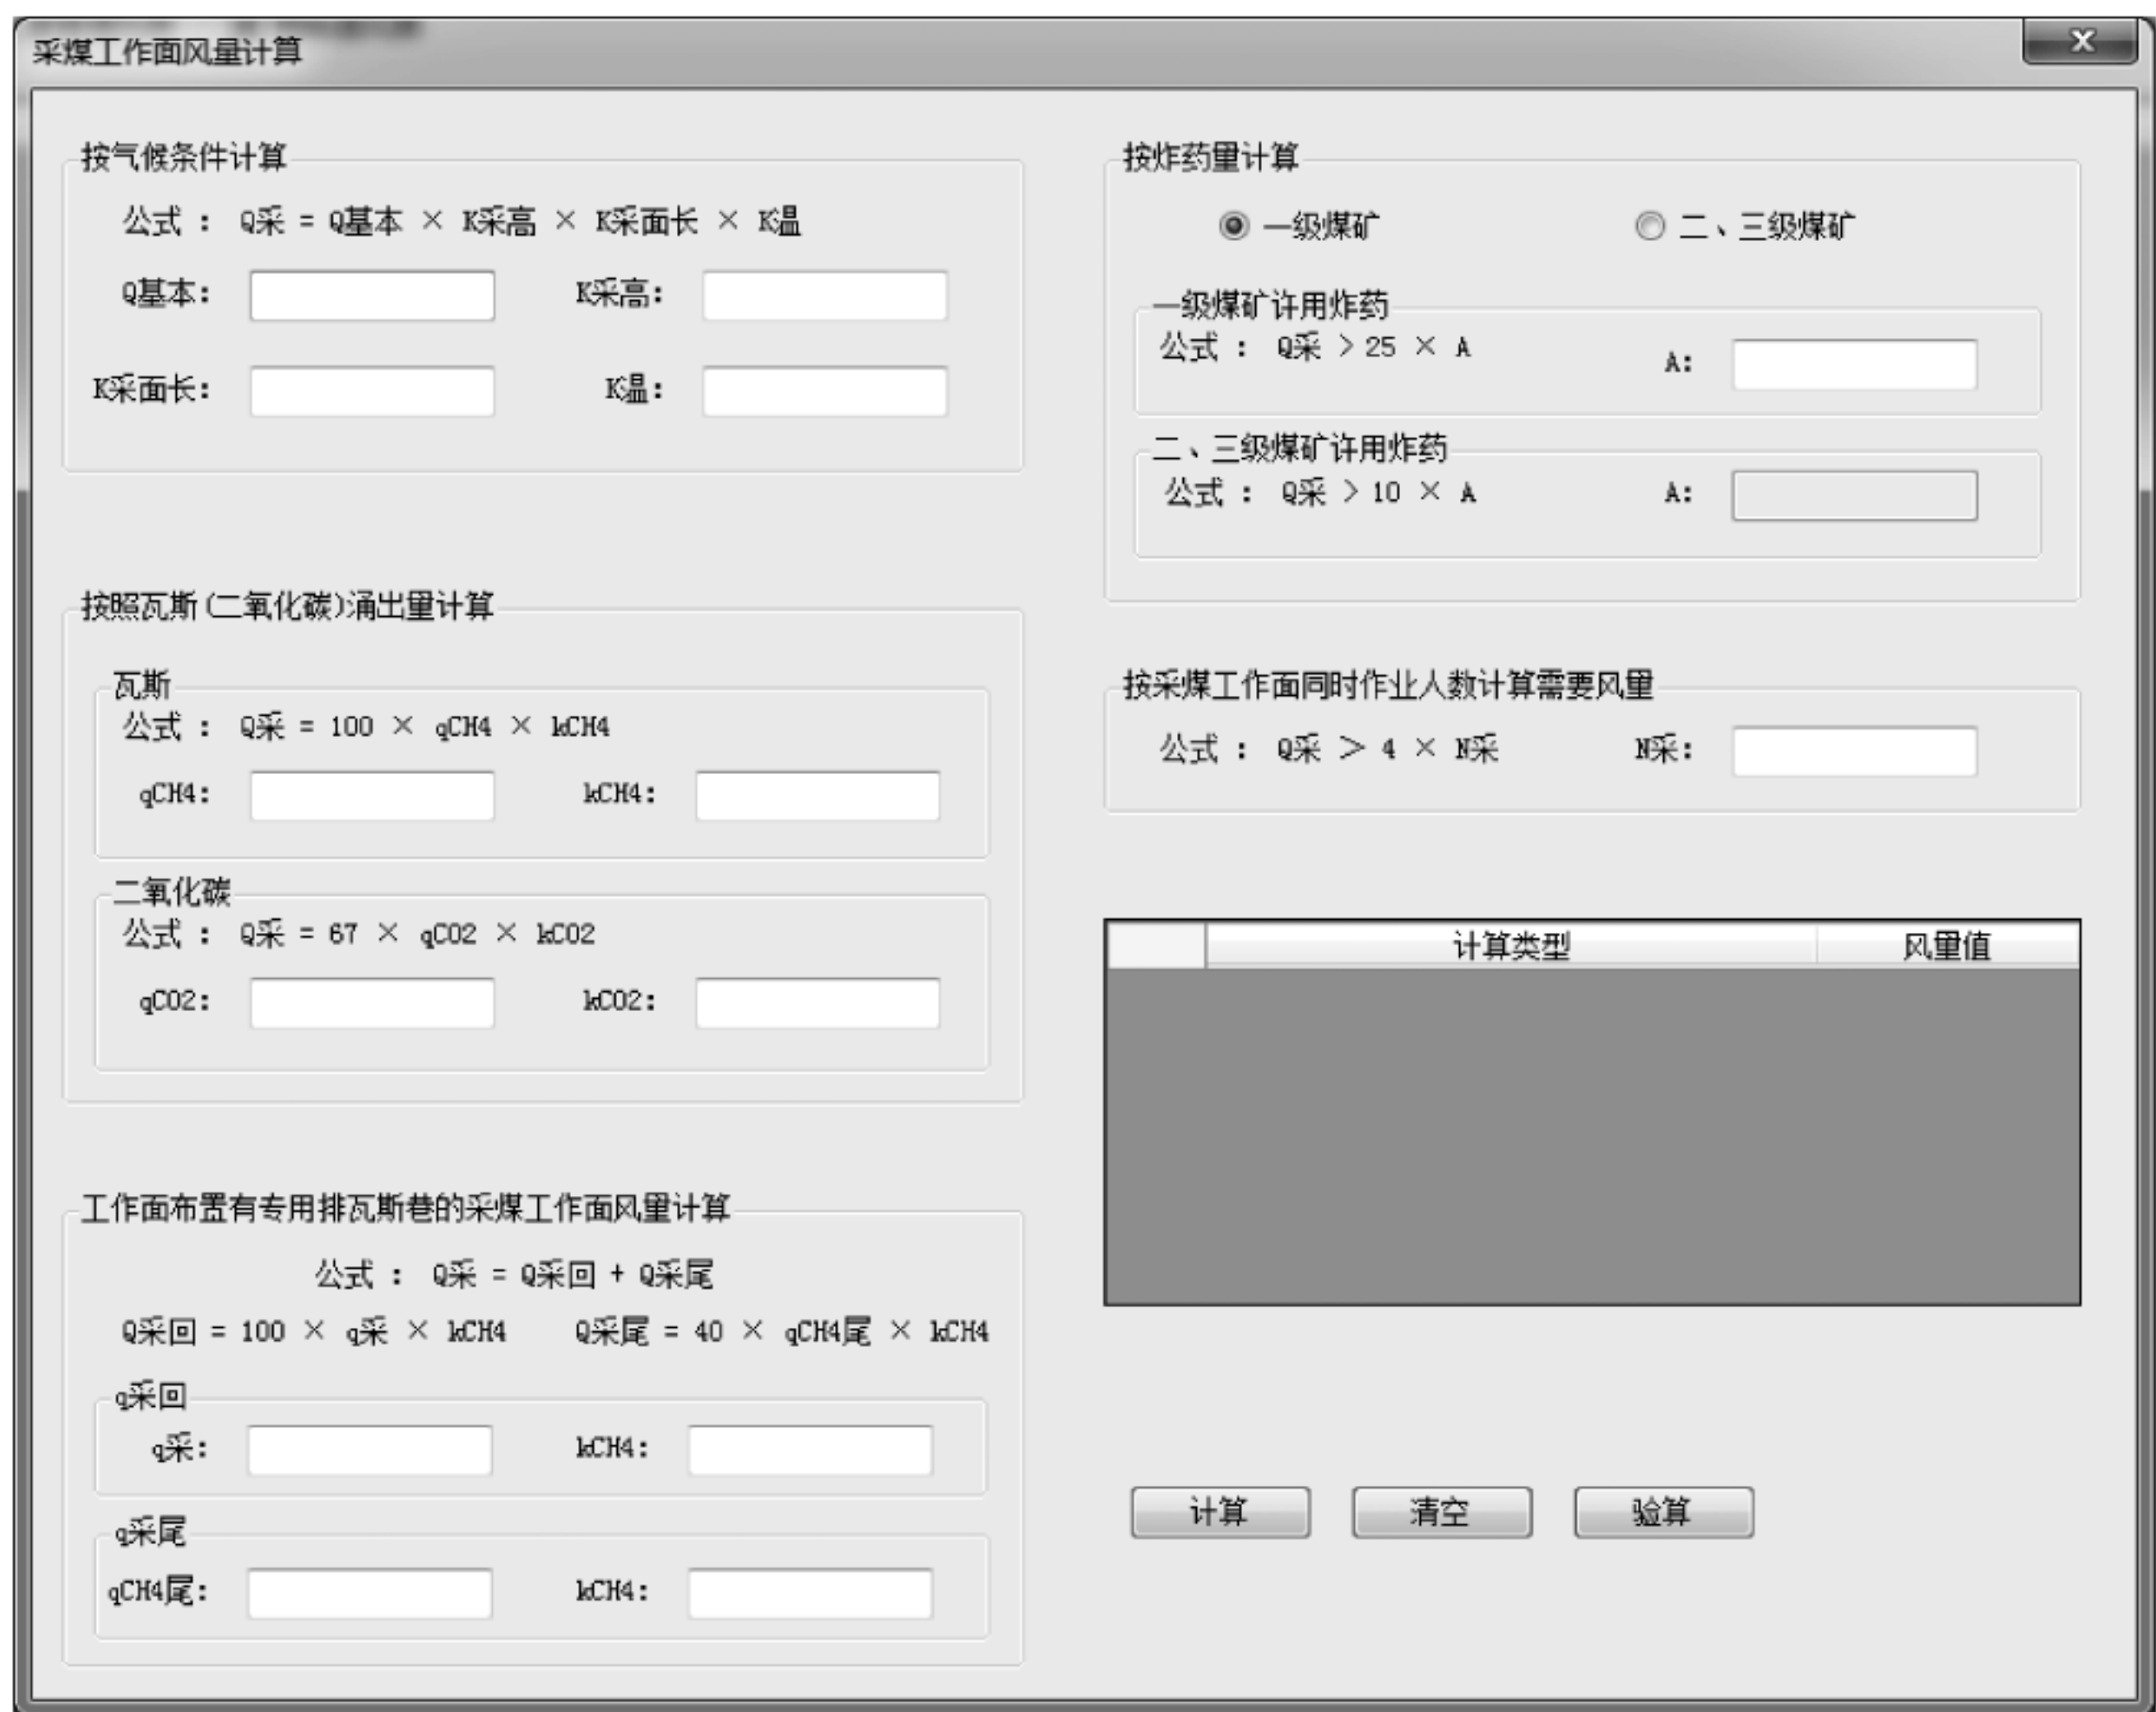 采煤工作面风量计算
按气候条件计算
公式 : Q采 = Q基本 × K采高 × K采面长 × K温
Q基本:
K采高:
K采面长:
K温:
按照瓦斯(二氧化碳)涌出量计算
瓦斯
公式 : Q采 = 100 × qCH4 × kCH4
qCH4:
kCH4:
二氧化碳
公式 : Q采 = 67 × qCO2 × kCO2
qCO2:
kCO2:
工作面布置有专用排瓦斯巷的采煤工作面风量计算
公式 : Q采 = Q采回 + Q采尾
Q采回 = 100 × q采 × kCH4 Q采尾 = 40 × qCH4尾 × kCH4
q采回
q采:
kCH4:
q采尾
qCH4尾:
kCH4:
按炸药量计算
一级煤矿
二、三级煤矿
一级煤矿许用炸药
公式 : Q采 > 25 × A
A:
二、三级煤矿许用炸药
公式 : Q采 > 10 × A
A:
按采煤工作面同时作业人数计算需要风量
公式 : Q采 > 4 × N采
N采:
计算类型
风量值
计算
清空
验算